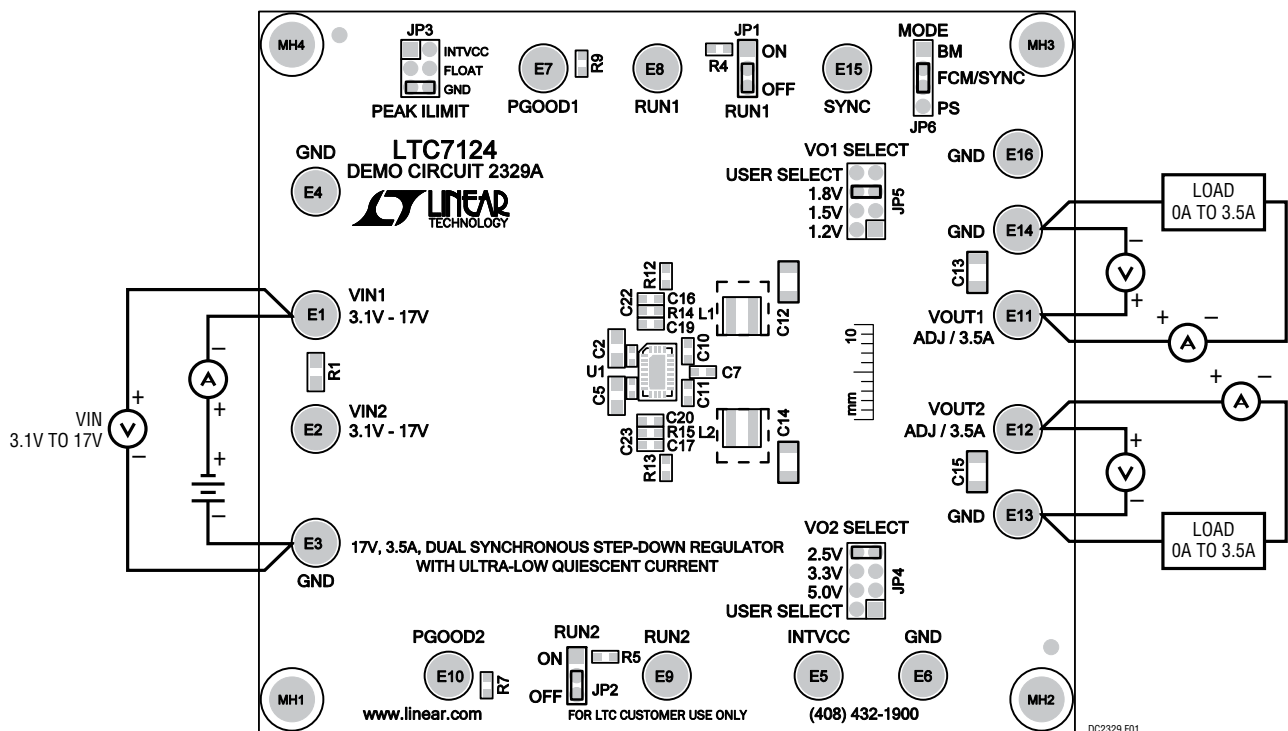 MH4
JP3
INTVCC
FLOAT
GND
PEAK ILIMIT
E7
PGOOD1
R9
E8
RUN1
R4
JP1
ON
OFF
RUN1
E15
SYNC
MODE
BM
FCM/SYNC
PS
JP6
MH3
GND
E4
LTC7124
DEMO CIRCUIT 2329A
LINEAR
TECHNOLOGY
VO1 SELECT
USER SELECT
1.8V
1.5V
1.2V
JP5
GND
E16
GND
E14
C13
VOUT1
ADJ / 3.5A
E11
LOAD
0A TO 3.5A
−
V
+
+
A
−
VIN
3.1V TO 17V
+
V
−
−
A
+
+
−
E1
VIN1
3.1V - 17V
R1
E2
VIN2
3.1V - 17V
R12
C22
C16
R14
C19
L1
C12
C2
U1
C5
C10
C7
C11
C20
R15
C17
C23
L2
R13
C14
10
mm
VOUT2
ADJ / 3.5A
E12
C15
GND
E13
+
A
−
+
V
−
LOAD
0A TO 3.5A
E3
GND
17V, 3.5A, DUAL SYNCHRONOUS STEP-DOWN REGULATOR
WITH ULTRA-LOW QUIESCENT CURRENT
VO2 SELECT
2.5V
3.3V
5.0V
USER SELECT
JP4
MH1
PGOOD2
E10
R7
RUN2
ON
OFF
JP2
R5
RUN2
E9
INTVCC
E5
GND
E6
MH2
www.linear.com
FOR LTC CUSTOMER USE ONLY
(408) 432-1900
DC2329 F01